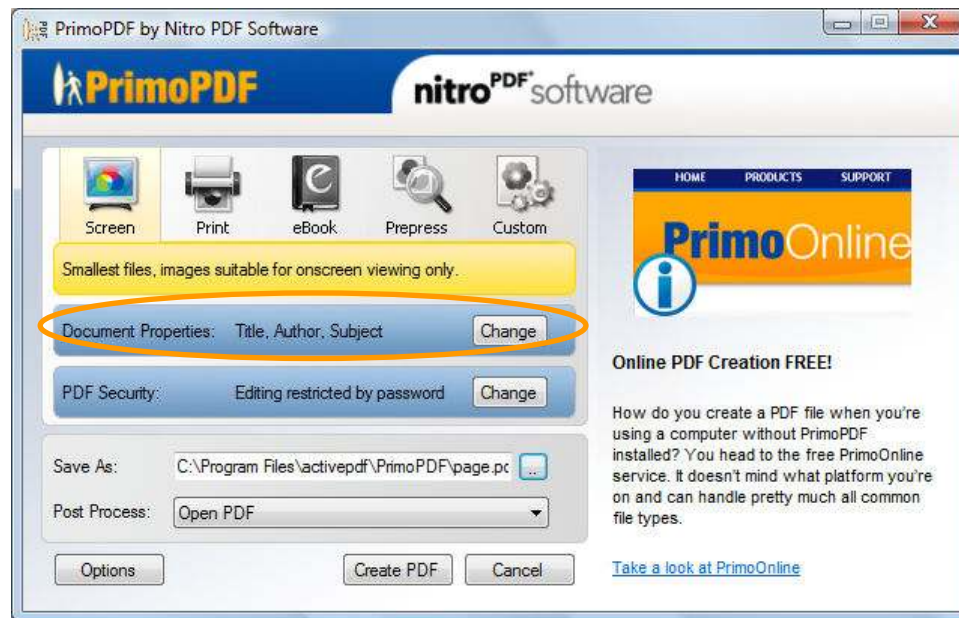 PrimoPDF by Nitro PDF Software
PrimoPDF
nitroPDF®software
Screen
Print
eBook
Prepress
Custom
Smallest files, images suitable for onscreen viewing only.
Document Properties: Title, Author, Subject
Change
PDF Security: Editing restricted by password
Change
Save As: C:\Program Files\activepdf\PrimoPDF\page.pc
..
Post Process: Open PDF
Options
Create PDF
Cancel
HOME PRODUCTS SUPPORT
PrimoOnline
Online PDF Creation FREE!
How do you create a PDF file when you're
using a computer without PrimoPDF
installed? You head to the free PrimoOnline
service. It doesn't mind what platform you're
on and can handle pretty much all common
file types.
Take a look at PrimoOnline